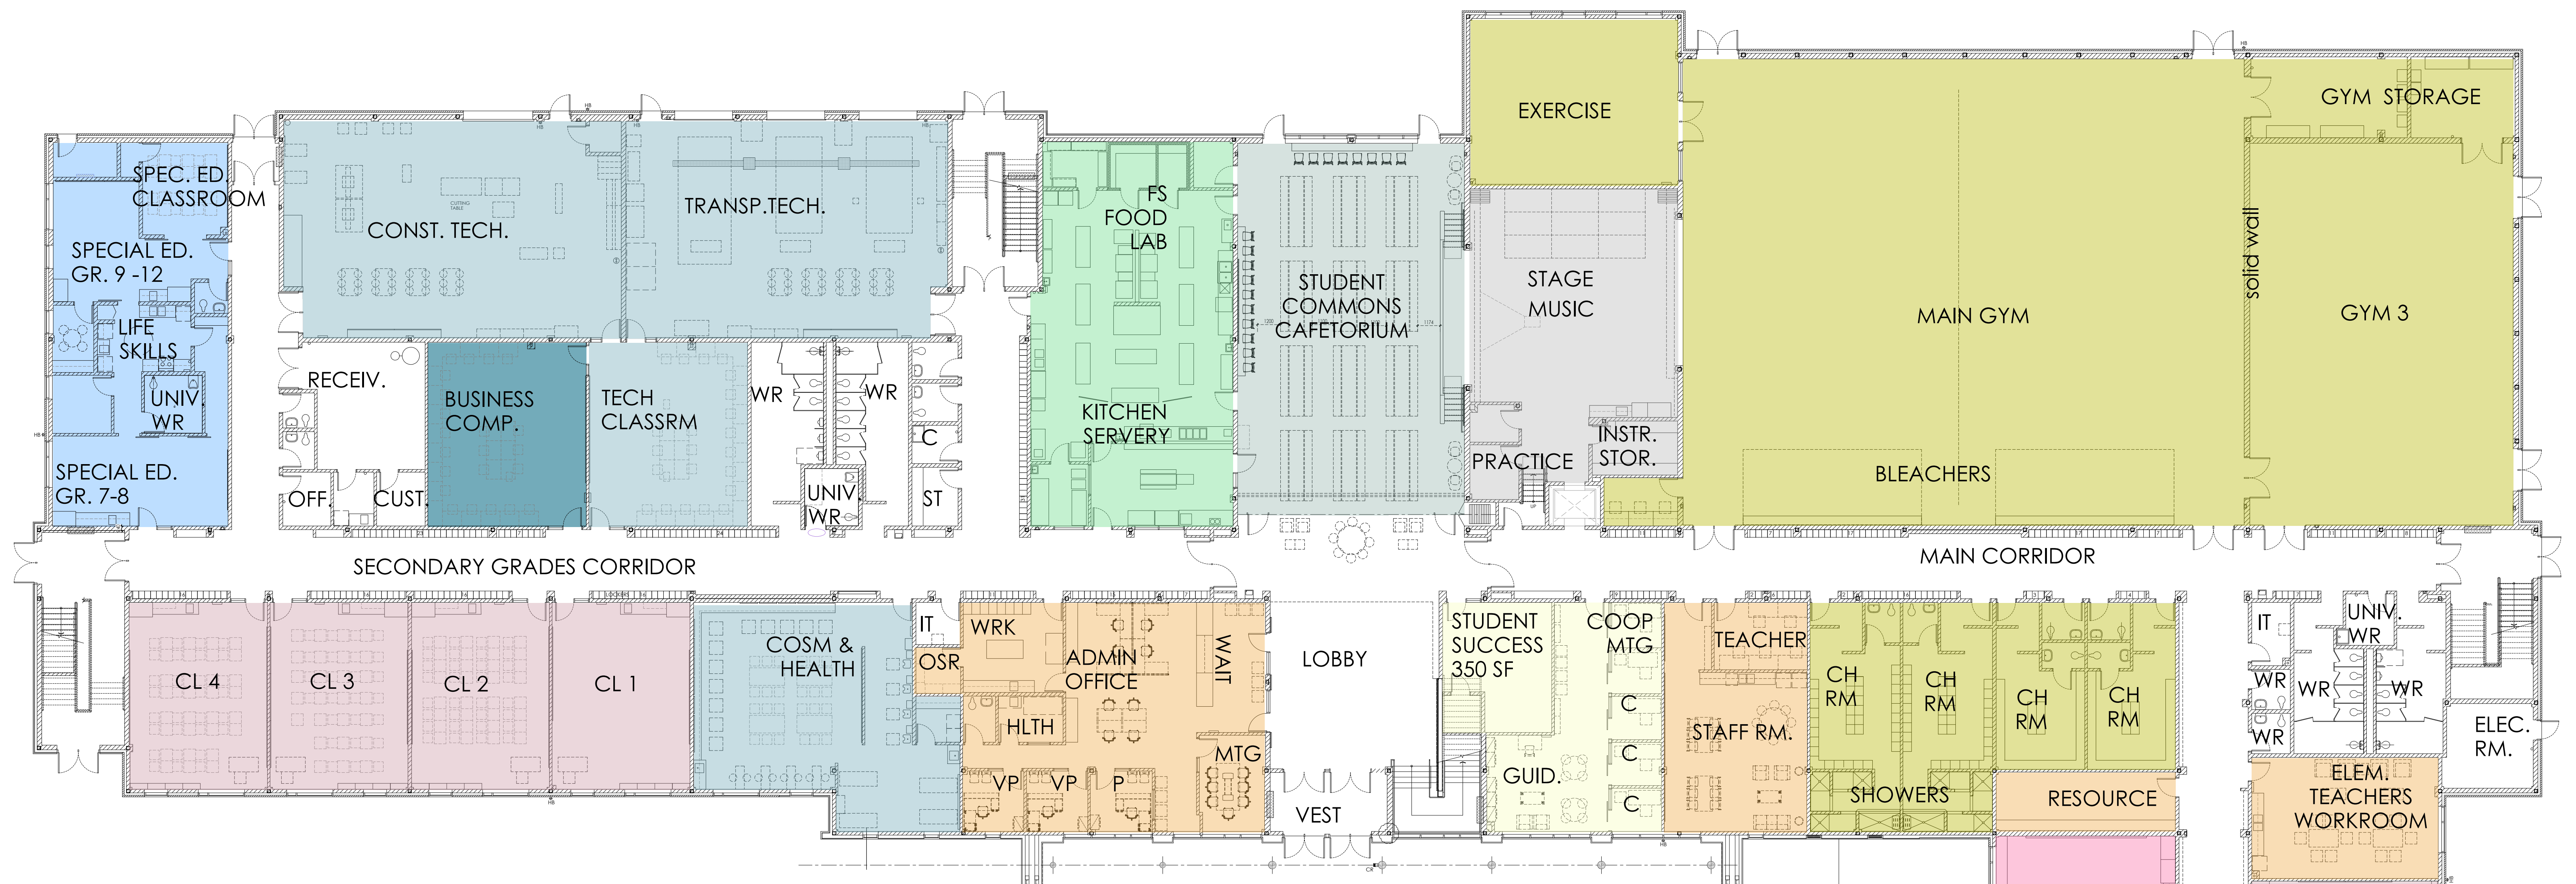 EXERCISE
GYM STORAGE
SPEC. ED.
CLASSROOM
CONST. TECH.
CUTTING
TABLE
TRANSP.TECH.
FS
FOOD
LAB
SPECIAL ED.
GR. 9 -12
LIFE
SKILLS
UNIV.
WR
SPECIAL ED.
GR. 7-8
RECEIV.
OFF.
CUST.
BUSINESS
COMP.
TECH
CLASSRM
WR
WR
UNIV.
WR
C
ST
KITCHEN
SERVERY
STUDENT
COMMONS
CAFETORIUM
STAGE
MUSIC
PRACTICE
UP
INSTR.
STOR.
MAIN GYM
BLEACHERS
solid wall
GYM 3
SECONDARY GRADES CORRIDOR
MAIN CORRIDOR
LOCKERS
CL 4
CL 3
CL 2
CL 1
COSM &
HEALTH
IT
OSR
WRK
ADMIN
OFFICE
WAIT
HLTH
VP
VP
P
MTG
LOBBY
VEST
STUDENT
SUCCESS
350 SF
COOP
MTG
C
C
C
GUID.
TEACHER
STAFF RM.
CH
RM
CH
RM
CH
RM
CH
RM
SHOWERS
RESOURCE
IT
WR
WR
WR
UNIV.
WR
WR
ELEC.
RM.
ELEM.
TEACHERS
WORKROOM